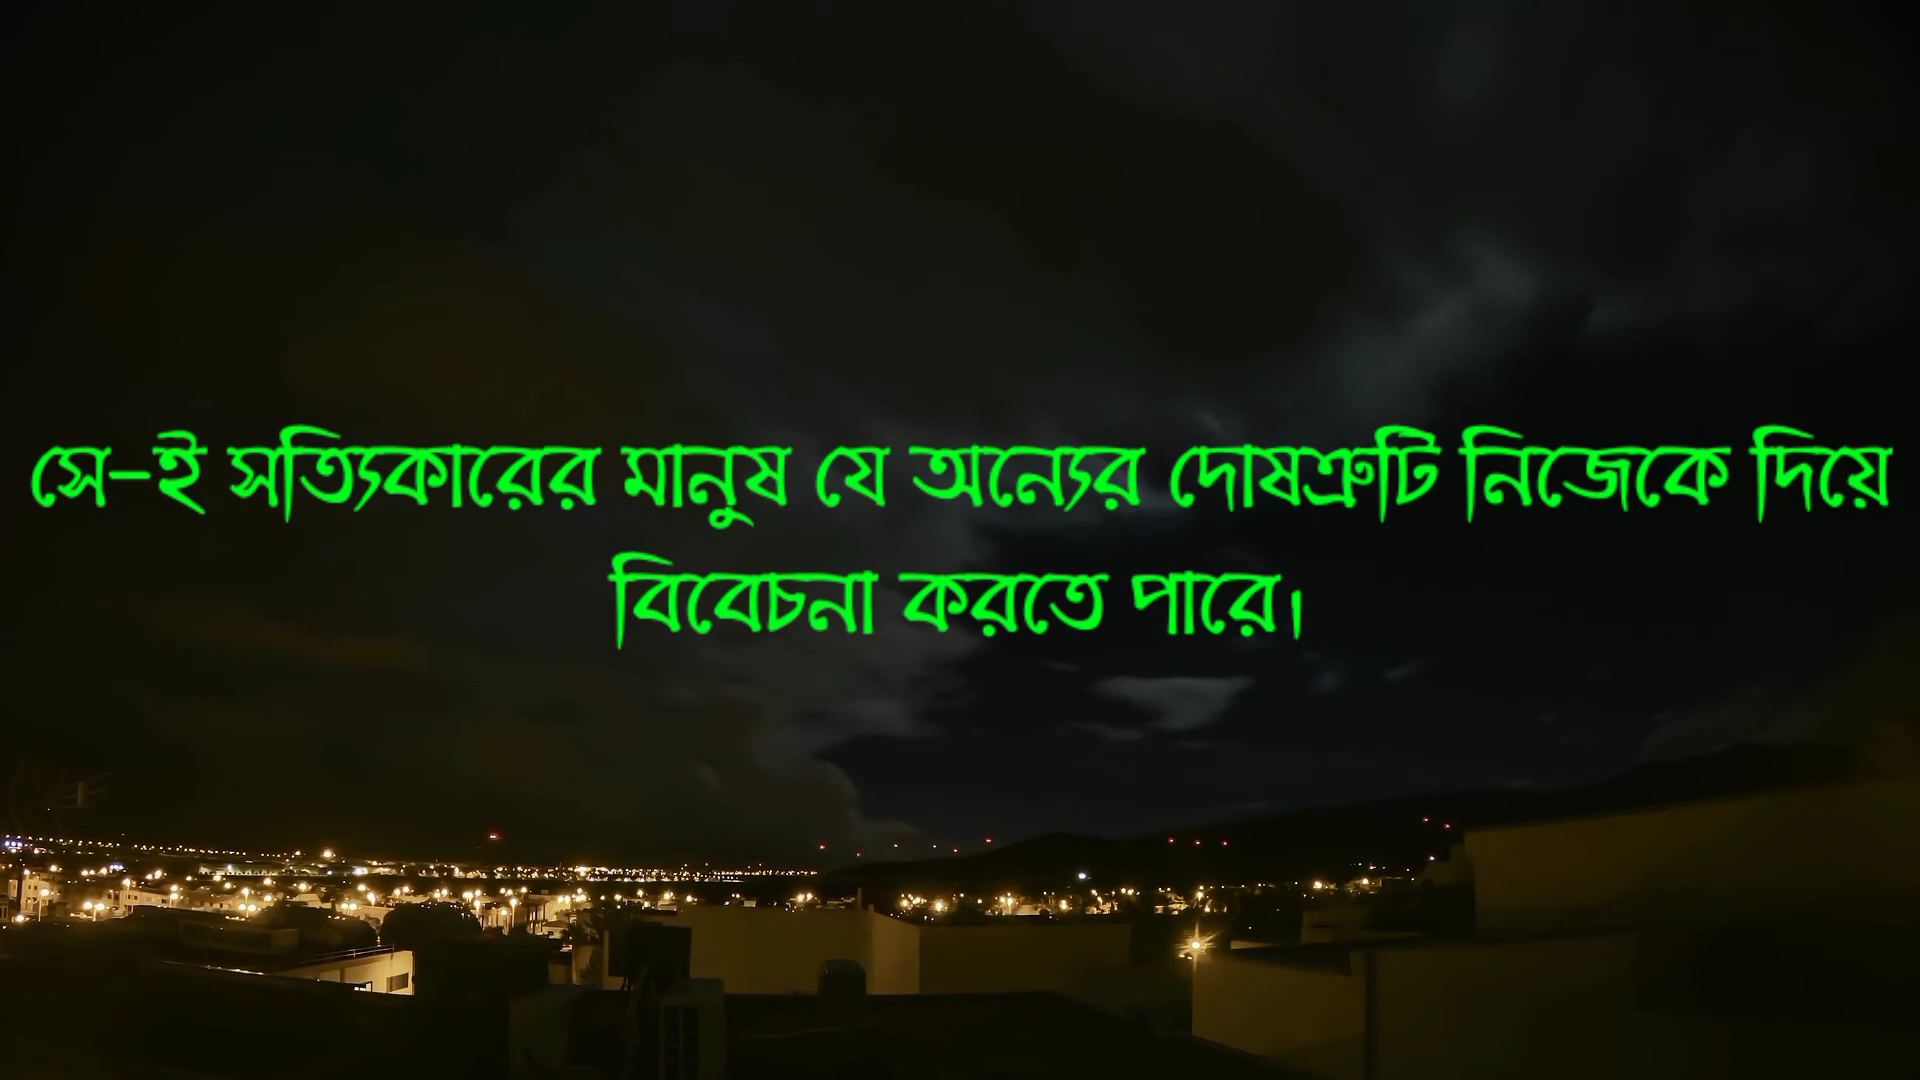 সে-ই সত্যিকারের মানুষ যে অন্যের দোষত্রুটি নিজেকে দিয়ে
বিবেচনা করতে পারে।